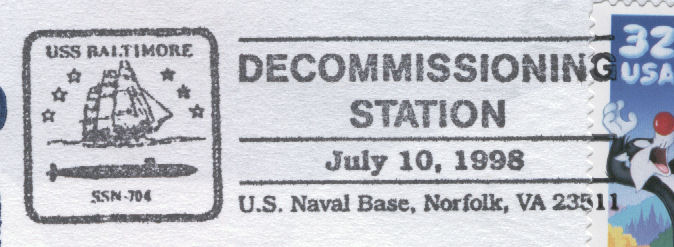 USS BALTIMORE
SSN-704
DECOMMISSIONING
STATION
July 10, 1998
U.S. Naval Base, Norfolk, VA 23511
32
USA